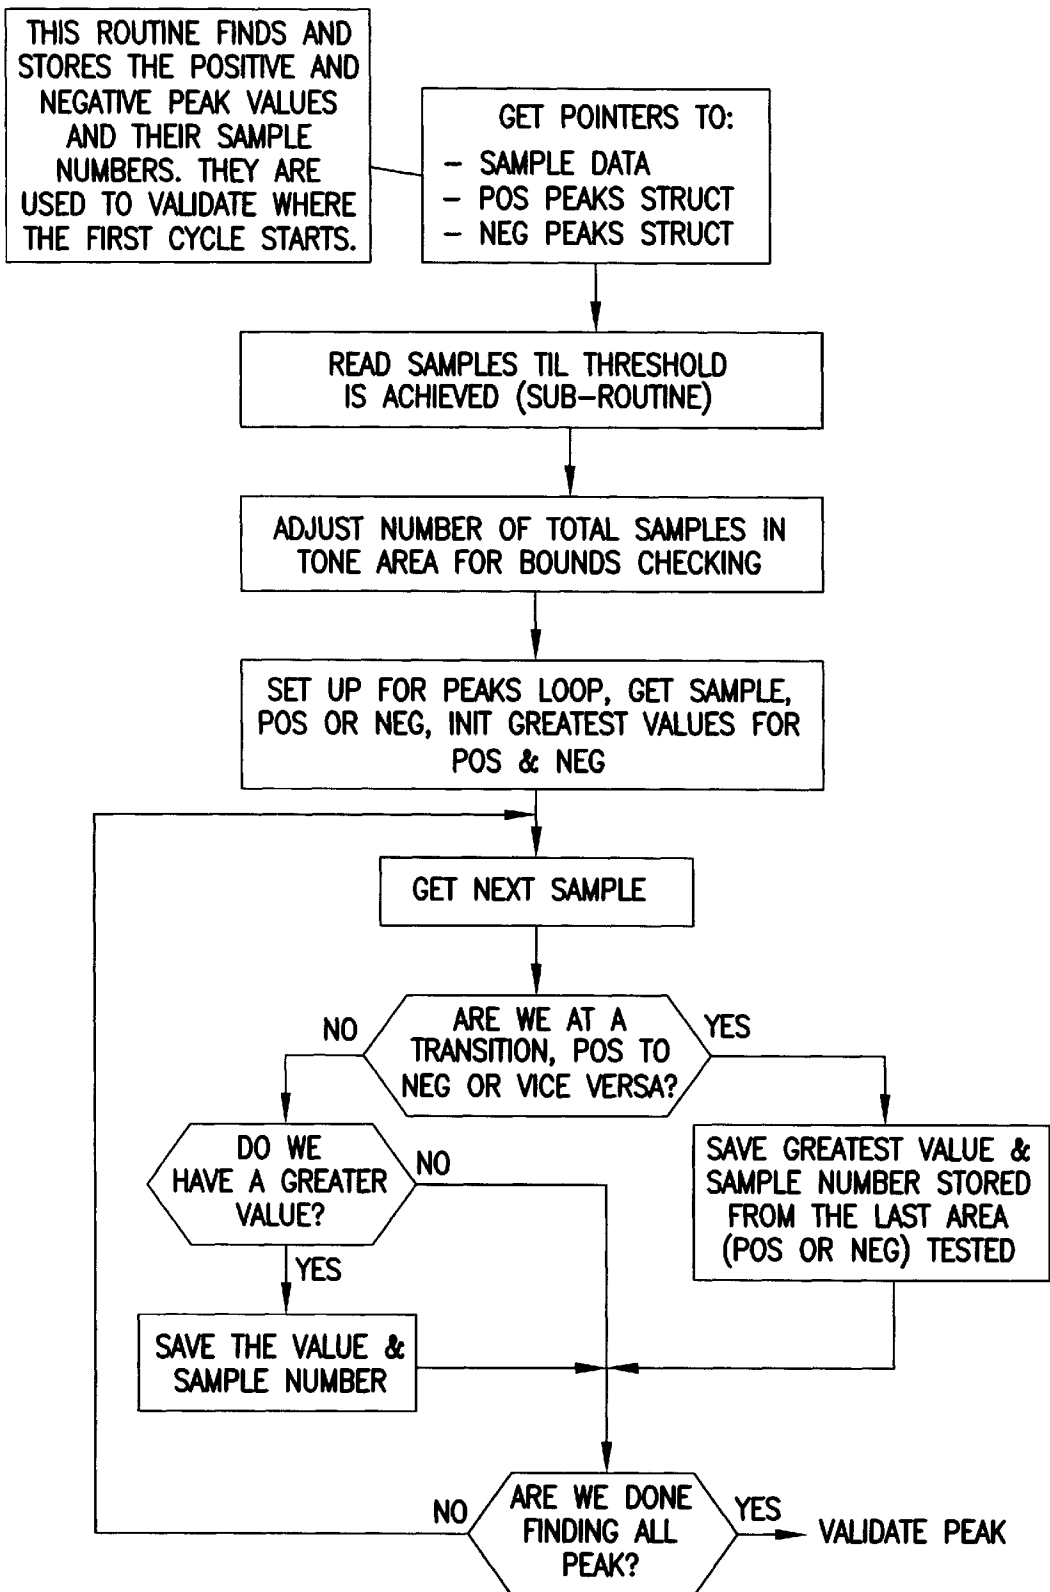 THIS ROUTINE FINDS AND
STORES THE POSITIVE AND
NEGATIVE PEAK VALUES
AND THEIR SAMPLE
NUMBERS. THEY ARE
USED TO VALIDATE WHERE
THE FIRST CYCLE STARTS.
GET POINTERS TO:
– SAMPLE DATA
– POS PEAKS STRUCT
– NEG PEAKS STRUCT
READ SAMPLES TIL THRESHOLD
IS ACHIEVED (SUB–ROUTINE)
ADJUST NUMBER OF TOTAL SAMPLES IN
TONE AREA FOR BOUNDS CHECKING
SET UP FOR PEAKS LOOP, GET SAMPLE,
POS OR NEG, INIT GREATEST VALUES FOR
POS & NEG
GET NEXT SAMPLE
ARE WE AT A
TRANSITION, POS TO
NEG OR VICE VERSA?
NO
YES
DO WE
HAVE A GREATER
VALUE?
NO
YES
SAVE GREATEST VALUE &
SAMPLE NUMBER STORED
FROM THE LAST AREA
(POS OR NEG) TESTED
SAVE THE VALUE &
SAMPLE NUMBER
ARE WE DONE
FINDING ALL
PEAK?
NO
YES
VALIDATE PEAK